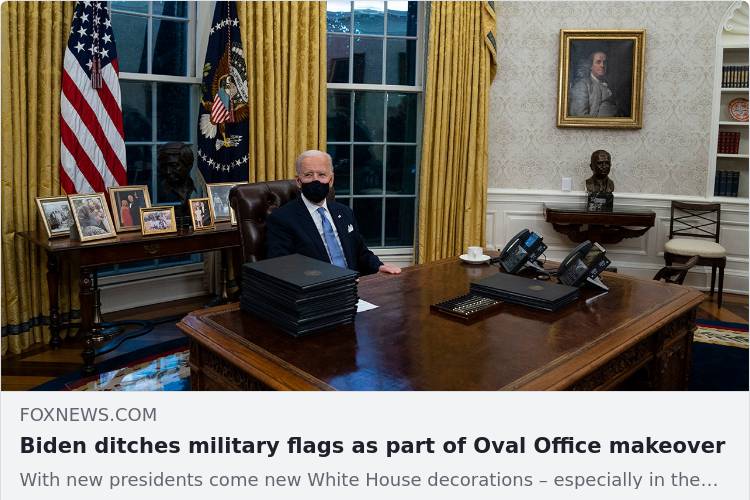 FOXNEWS.COM
Biden ditches military flags as part of Oval Office makeover
With new presidents come new White House decorations – especially in the...